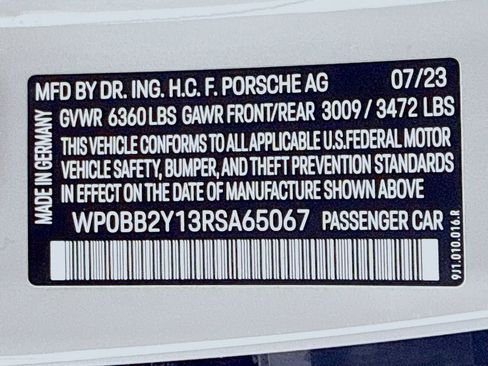 MFD BY DR. ING. H.C. F. PORSCHE AG 07/23
GVWR 6360 LBS GAWR FRONT/REAR 3009 / 3472 LBS
THIS VEHICLE CONFORMS TO ALL APPLICABLE U.S.FEDERAL MOTOR
VEHICLE SAFETY, BUMPER, AND THEFT PREVENTION STANDARDS
IN EFFECT ON THE DATE OF MANUFACTURE SHOWN ABOVE
WP0BB2Y13RSA65067 PASSENGER CAR
MADE IN GERMANY
9J1.010.016.R